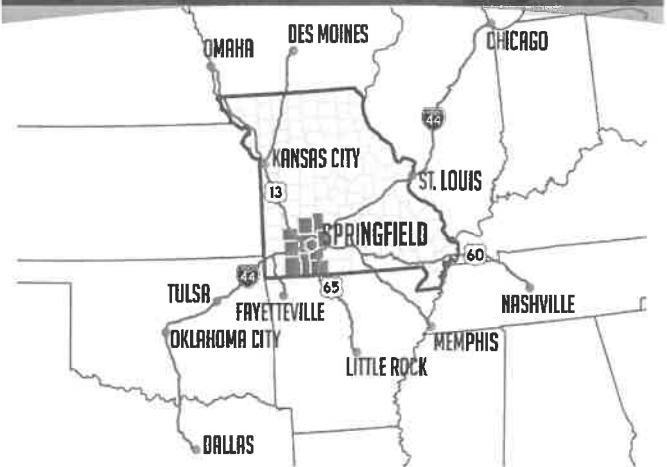 OMAHA
DES MOINES
CHICAGO
44
KANSAS CITY
ST. LOUIS
13
SPRINGFIELD
60
44
65
TULSA
FAYETTEVILLE
NASHVILLE
OKLAHOMA CITY
MEMPHIS
LITTLE ROCK
DALLAS